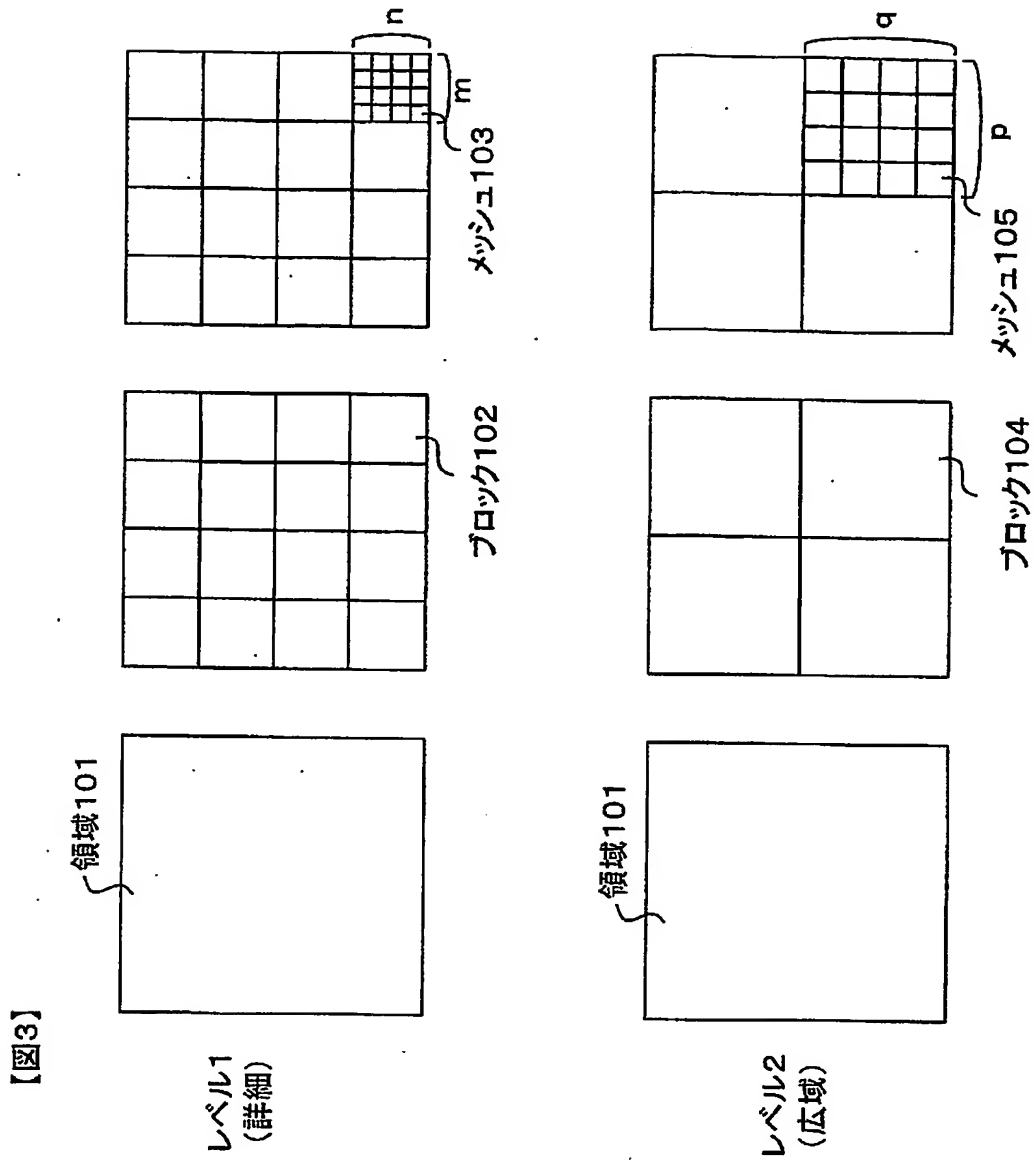 【図3】
レベル1
(詳細)
領域101
ブロック102
メッシュ103
m
n
レベル2
(広域)
領域101
ブロック104
メッシュ105
p
q